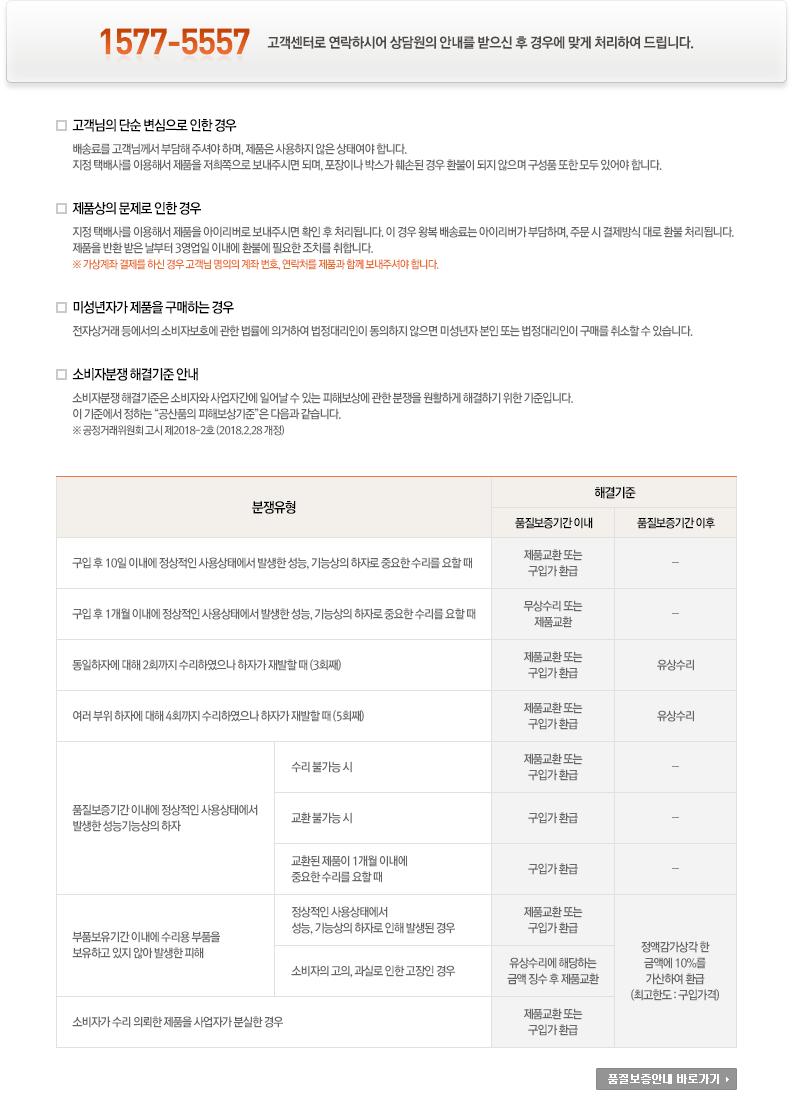 1577-5557 고객센터로 연락하시어 상담원의 안내를 받으신 후 경우에 맞게 처리하여 드립니다.
고객님의 단순 변심으로 인한 경우
배송료를 고객님께서 부담해 주셔야 하며, 제품은 사용하지 않은 상태여야 합니다.
지정 택배사를 이용해서 제품을 저희쪽으로 보내주시면 되며, 포장이나 박스가 훼손된 경우 환불이 되지 않으며 구성품 또한 모두 있어야 합니다.
제품상의 문제로 인한 경우
지정 택배사를 이용해서 제품을 아이리버로 보내주시면 확인 후 처리됩니다. 이 경우 왕복 배송료는 아이리버가 부담하며, 주문 시 결제방식 대로 환불 처리됩니다.
제품을 반환 받은 날부터 3영업일 이내에 환불에 필요한 조치를 취합니다.
※ 가상계좌 결제를 하신 경우 고객님 명의의 계좌 번호, 연락처를 제품과 함께 보내주셔야 합니다.
미성년자가 제품을 구매하는 경우
전자상거래 등에서의 소비자보호에 관한 법률에 의거하여 법정대리인이 동의하지 않으면 미성년자 본인 또는 법정대리인이 구매를 취소할 수 있습니다.
소비자분쟁 해결기준 안내
소비자분쟁 해결기준은 소비자와 사업자간에 일어날 수 있는 피해보상에 관한 분쟁을 원활하게 해결하기 위한 기준입니다.
이 기준에서 정하는 “공산품의 피해보상기준”은 다음과 같습니다.
※ 공정거래위원회 고시 제2018-2호 (2018.2.28 개정)
분쟁유형
해결기준
품질보증기간 이내
품질보증기간 이후
구입 후 10일 이내에 정상적인 사용상태에서 발생한 성능, 기능상의 하자로 중요한 수리를 요할 때
제품교환 또는
구입가 환급
–
구입 후 1개월 이내에 정상적인 사용상태에서 발생한 성능, 기능상의 하자로 중요한 수리를 요할 때
무상수리 또는
제품교환
–
동일하자에 대해 2회까지 수리하였으나 하자가 재발할 때 (3회째)
제품교환 또는
구입가 환급
유상수리
여러 부위 하자에 대해 4회까지 수리하였으나 하자가 재발할 때 (5회째)
제품교환 또는
구입가 환급
유상수리
품질보증기간 이내에 정상적인 사용상태에서
발생한 성능기능상의 하자
수리 불가능 시
제품교환 또는
구입가 환급
–
교환 불가능 시
구입가 환급
–
교환된 제품이 1개월 이내에
중요한 수리를 요할 때
구입가 환급
–
부품보유기간 이내에 수리용 부품을
보유하고 있지 않아 발생한 피해
정상적인 사용상태에서
성능, 기능상의 하자로 인해 발생된 경우
제품교환 또는
구입가 환급
정액감가상각 한
금액에 10%를
가산하여 환급
(최고한도 : 구입가격)
소비자의 고의, 과실로 인한 고장인 경우
유상수리에 해당하는
금액 징수 후 제품교환
소비자가 수리 의뢰한 제품을 사업자가 분실한 경우
제품교환 또는
구입가 환급
품질보증안내 바로가기